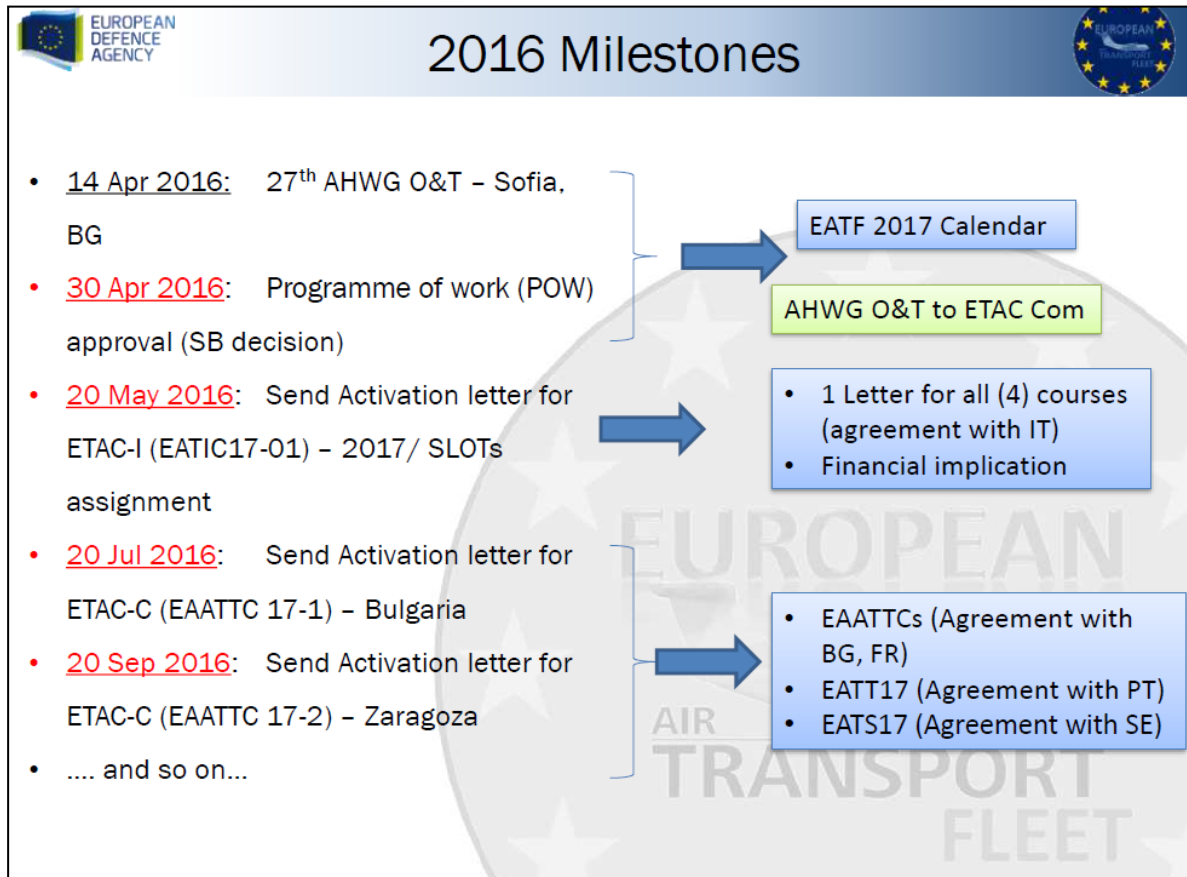 EUROPEAN
DEFENCE
AGENCY
2016 Milestones
EUROPEAN
TRANSPORT
FLEET
• 14 Apr 2016: 27th AHWG O&T – Sofia,
BG
• 30 Apr 2016: Programme of work (POW)
approval (SB decision)
• 20 May 2016: Send Activation letter for
ETAC-I (EATIC17-01) – 2017/ SLOTs
assignment
• 20 Jul 2016: Send Activation letter for
ETAC-C (EAATTC 17-1) – Bulgaria
• 20 Sep 2016: Send Activation letter for
ETAC-C (EAATTC 17-2) – Zaragoza
• .... and so on...
EATF 2017 Calendar
AHWG O&T to ETAC Com
• 1 Letter for all (4) courses
(agreement with IT)
• Financial implication
• EAATTCs (Agreement with
BG, FR)
• EATT17 (Agreement with PT)
• EATS17 (Agreement with SE)
EUROPEAN
AIR
TRANSPORT
FLEET